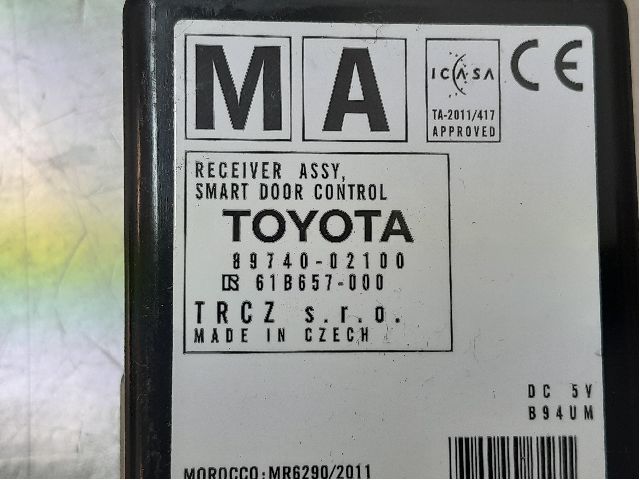 M A
ICASA
TA-2011/417
APPROVED
CE
RECEIVER ASSY,
SMART DOOR CONTROL
TOYOTA
89740-02100
61B657-000
TRCZ s.r.o.
MADE IN CZECH
DC 5V
B94UM
MOROCCO:MR6290/2011